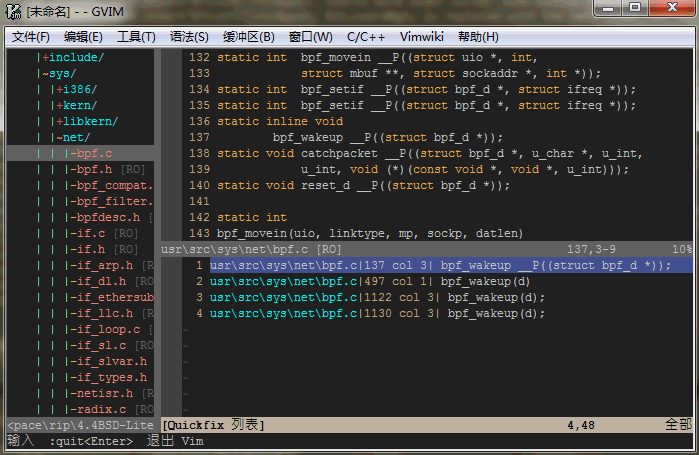 [未命名] - - GVIM
文件(F) 编辑(E) 工具(T) 语法(S) 缓冲区(B) 窗口(W) C/C++ Vimwiki 帮助(H)
| |+include/
| |~sys/
| | |+i386/
| | |+kern/
| | |+libkern/
| | |~net/
| | | |-bpf.c
| | | |-bpf.h [RO]
| | | |-bpf_compat.
| | | |-bpf_filter.
| | | |-bpfdesc.h [R
| | | |-if.c [RO]
| | | |-if.h [RO]
| | | |-if_arp.h [R
| | | |-if_dl.h [RO
| | | |-if_ethersub
| | | |-if_llc.h [R
| | | |-if_loop.c [
| | | |-if_sl.c [RO
| | | |-if_slvar.h
| | | |-if_types.h
| | | |-netisr.h [R
| | | |-radix.c [RO
<pace\rip\4.4BSD-Lite
132 static int  bpf_movein __P((struct uio *, int,
133             struct mbuf **, struct sockaddr *, int *));
134 static int  bpf_setif __P((struct bpf_d *, struct ifreq *));
135 static int  bpf_setif __P((struct bpf_d *, struct ifreq *));
136 static inline void
137         bpf_wakeup __P((struct bpf_d *));
138 static void catchpacket __P((struct bpf_d *, u_char *, u_int,
139             u_int, void (*)(const void *, void *, u_int)));
140 static void reset_d __P((struct bpf_d *));
141
142 static int
143 bpf_movein(uio, linktype, mp, sockp, datlen)
usr\src\sys\net\bpf.c [RO] 137,3-9 10%
1 usr\src\sys\net\bpf.c|137 col 3| bpf_wakeup __P((struct bpf_d *));
2 usr\src\sys\net\bpf.c|497 col 1| bpf_wakeup(d)
3 usr\src\sys\net\bpf.c|1122 col 3| bpf_wakeup(d);
4 usr\src\sys\net\bpf.c|1130 col 3| bpf_wakeup(d);
[Quickfix 列表] 4,48 全部
输入  :quit<Enter>  退出 Vim